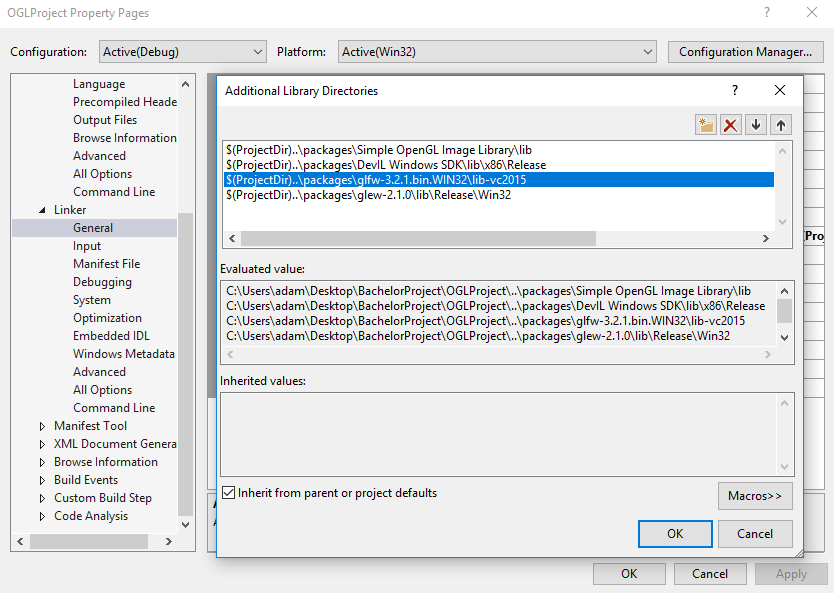 OGLProject Property Pages
Configuration: Active(Debug) Platform: Active(Win32) Configuration Manager...
Language
Precompiled Heade
Output Files
Browse Information
Advanced
All Options
Command Line
Linker
General
Input
Manifest File
Debugging
System
Optimization
Embedded IDL
Windows Metadata
Advanced
All Options
Command Line
Manifest Tool
XML Document Genera
Browse Information
Build Events
Custom Build Step
Code Analysis
Additional Library Directories
$(ProjectDir)..\packages\Simple OpenGL Image Library\lib
$(ProjectDir)..\packages\DevIL Windows SDK\lib\x86\Release
$(ProjectDir)..\packages\glfw-3.2.1.bin.WIN32\lib-vc2015
$(ProjectDir)..\packages\glew-2.1.0\lib\Release\Win32
Evaluated value:
C:\Users\adam\Desktop\BachelorProject\OGLProject\..\packages\Simple OpenGL Image Library\lib
C:\Users\adam\Desktop\BachelorProject\OGLProject\..\packages\DevIL Windows SDK\lib\x86\Release
C:\Users\adam\Desktop\BachelorProject\OGLProject\..\packages\glfw-3.2.1.bin.WIN32\lib-vc2015
C:\Users\adam\Desktop\BachelorProject\OGLProject\..\packages\glew-2.1.0\lib\Release\Win32
Inherited values:
Inherit from parent or project defaults
Macros>>
OK Cancel
(Pro
OK Cancel Apply